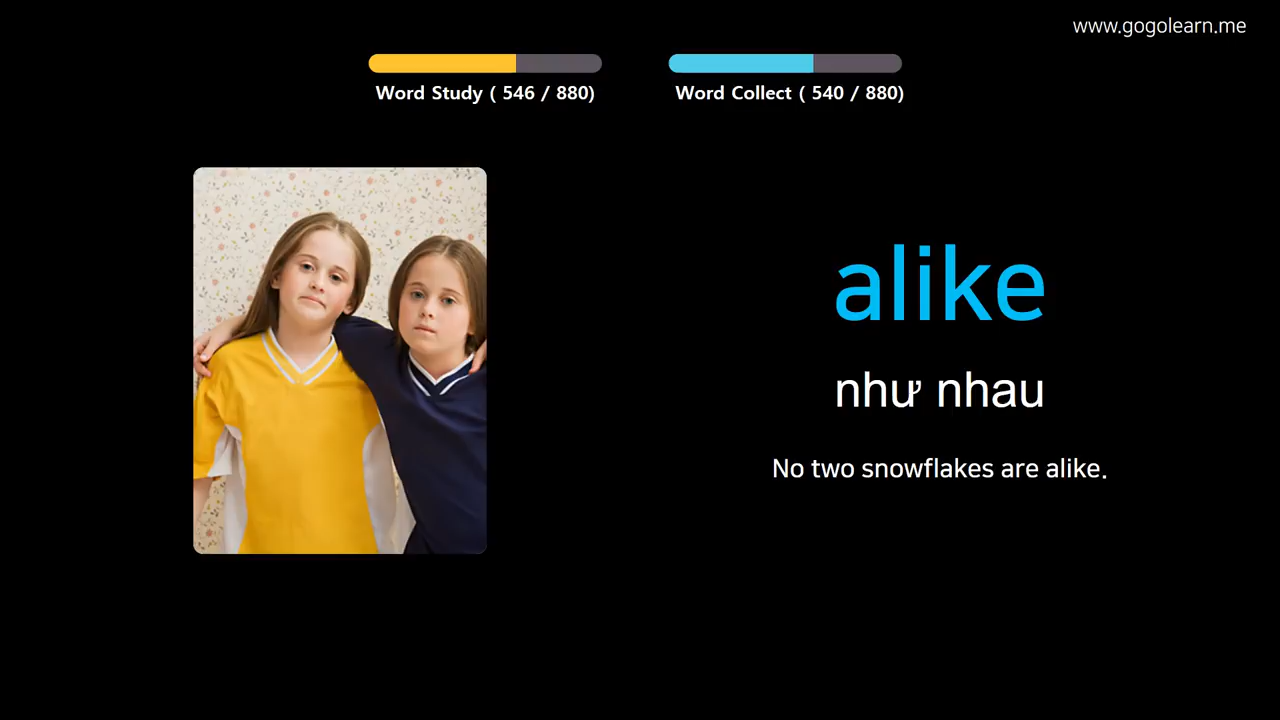 www.gogolearn.me
Word Study ( 546 / 880)
Word Collect ( 540 / 880)
alike
như nhau
No two snowflakes are alike.